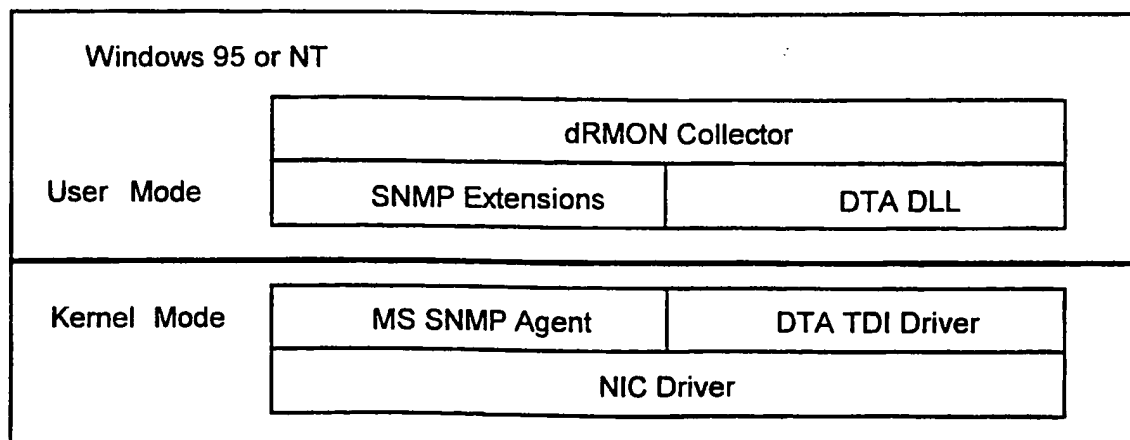 Windows 95 or NT
dRMON Collector
User Mode
SNMP Extensions
DTA DLL
Kernel Mode
MS SNMP Agent
DTA TDI Driver
NIC Driver